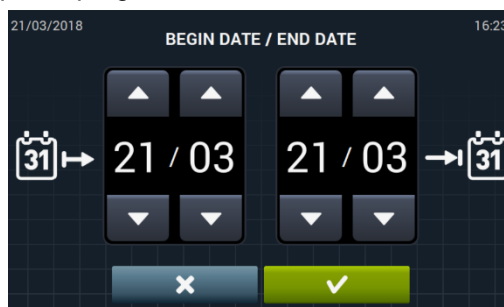 21/03/2018 16:23
BEGIN DATE / END DATE
31 21 / 03 21 / 03 31